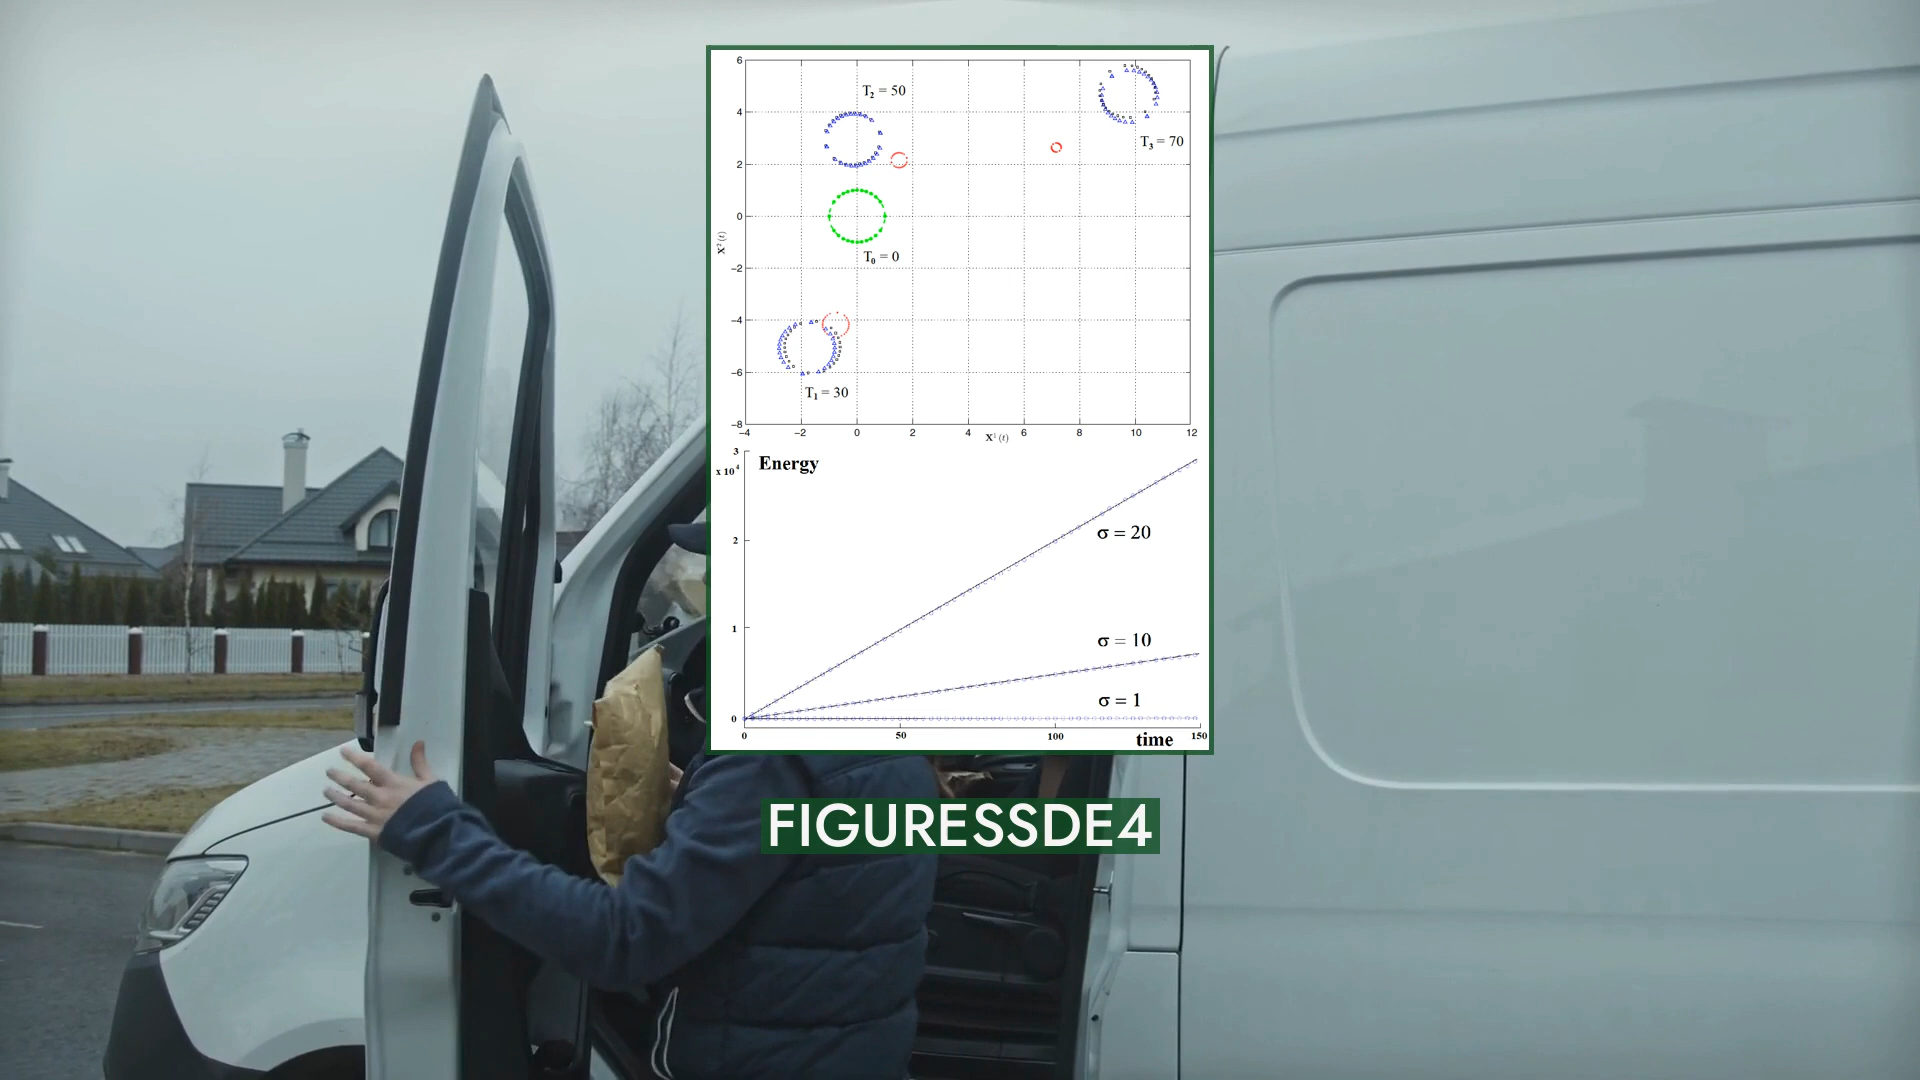 6
4
2
0
−2
−4
−6
−8
X²(t)
T₂ = 50
T₃ = 70
T₀ = 0
T₁ = 30
−4 −2 0 2 4 6 8 10 12
X¹(t)
3
x 10⁴
Energy
2
1
0
σ = 20
σ = 10
σ = 1
0 50 100 150
time
FIGURESSDE4